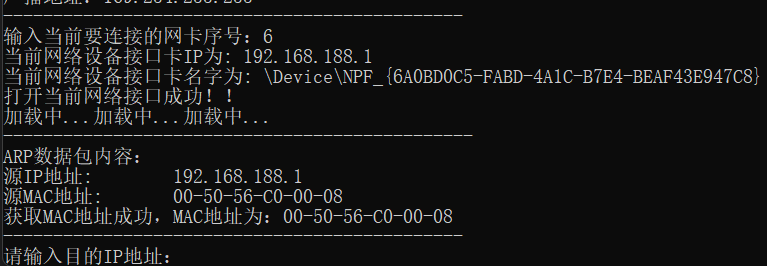 ------------------------------------------------
输入当前要连接的网卡序号：6
当前网络设备接口卡IP为: 192.168.188.1
当前网络设备接口卡名字为: \Device\NPF_{6A0BD0C5-FABD-4A1C-B7E4-BEAF43E947C8}
打开当前网络接口成功！！
加载中...加载中...加载中...
-------------------------------------------------
ARP数据包内容：
源IP地址: 192.168.188.1
源MAC地址: 00-50-56-C0-00-08
获取MAC地址成功，MAC地址为：00-50-56-C0-00-08
------------------------------------------------
请输入目的IP地址：